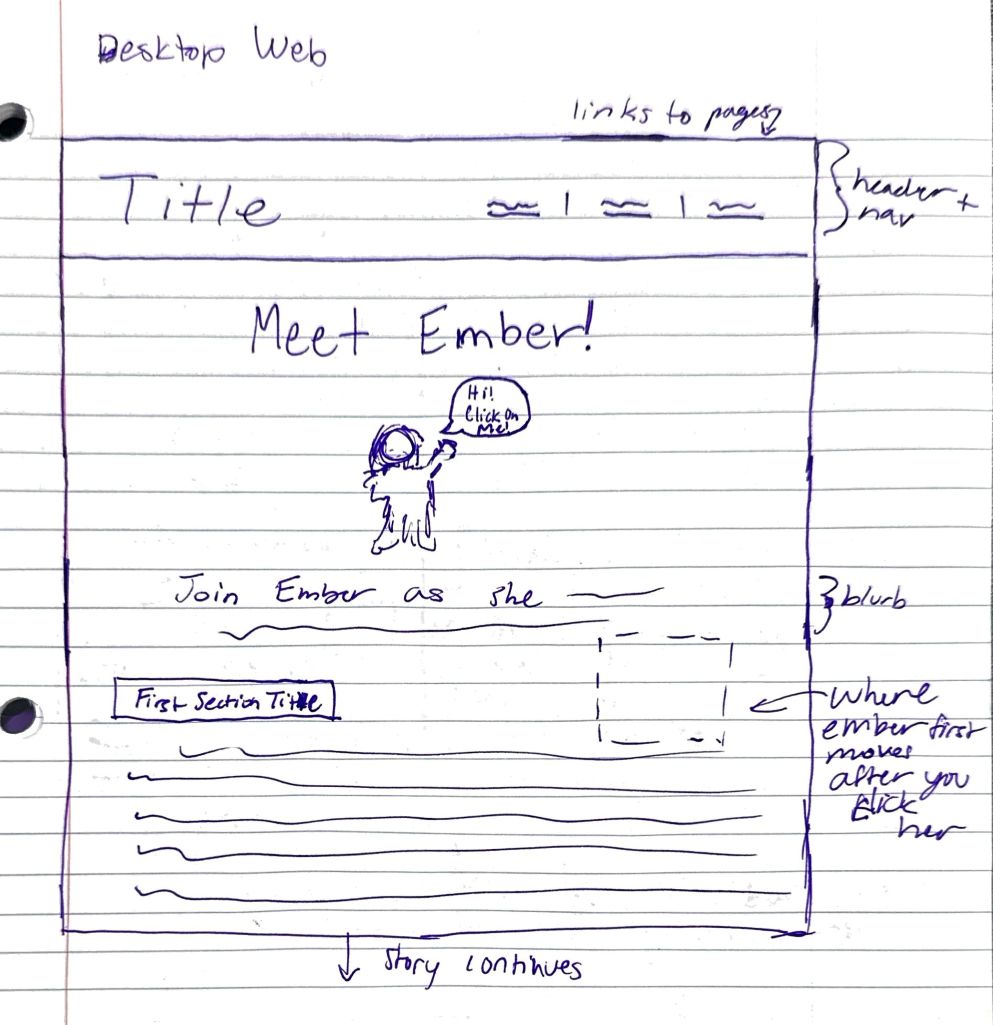 Desktop Web
links to pages
Title
header +
nav
Meet Ember!
Hi!
Click On
Me!
Join Ember as she
blurb
First Section Title
where
ember first
moves
after you
click
her
story continues